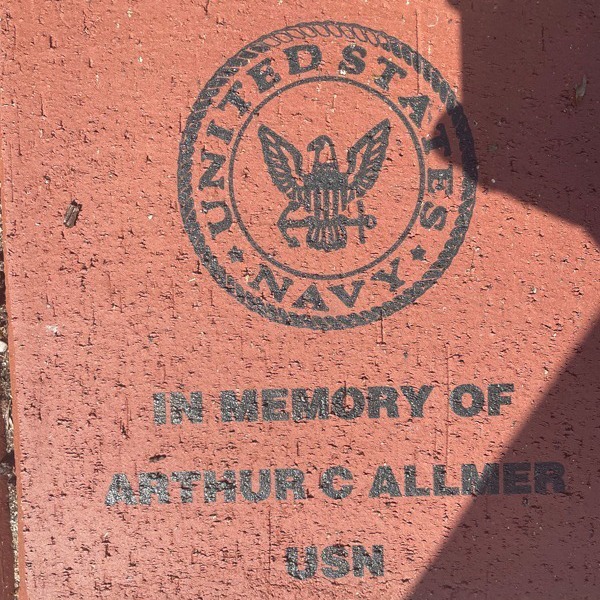 UNITED STATES
NAVY
IN MEMORY OF
ARTHUR C ALLMER
USN